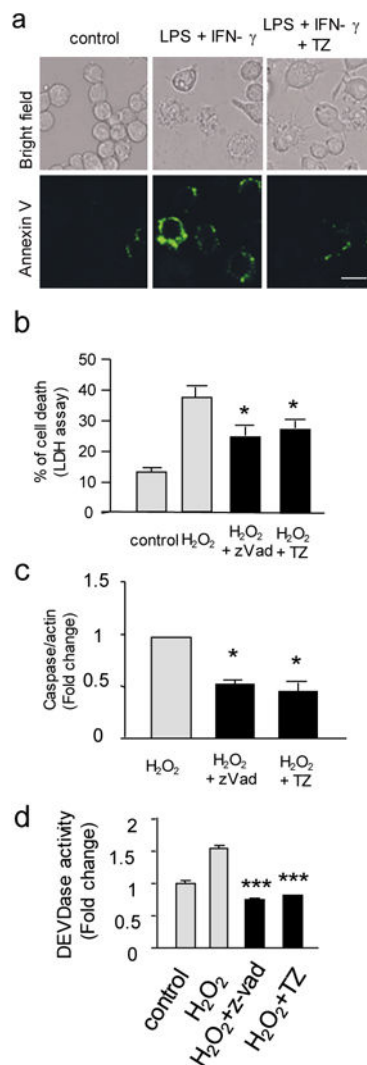 a
control
LPS + IFN- γ
LPS + IFN- γ
+ TZ
Bright field
Annexin V
b
% of cell death
(LDH assay)
50
40
30
20
10
0
* *
control
H₂O₂
H₂O₂
+ zVad
H₂O₂
+ TZ
c
Caspase/actin
(Fold change)
1.5
1
0.5
0
* *
H₂O₂
H₂O₂
+ zVad
H₂O₂
+ TZ
d
DEVDase activity
(Fold change)
2
1.5
1
0.5
0
*** ***
control
H₂O₂
H₂O₂+z-vad
H₂O₂+TZ